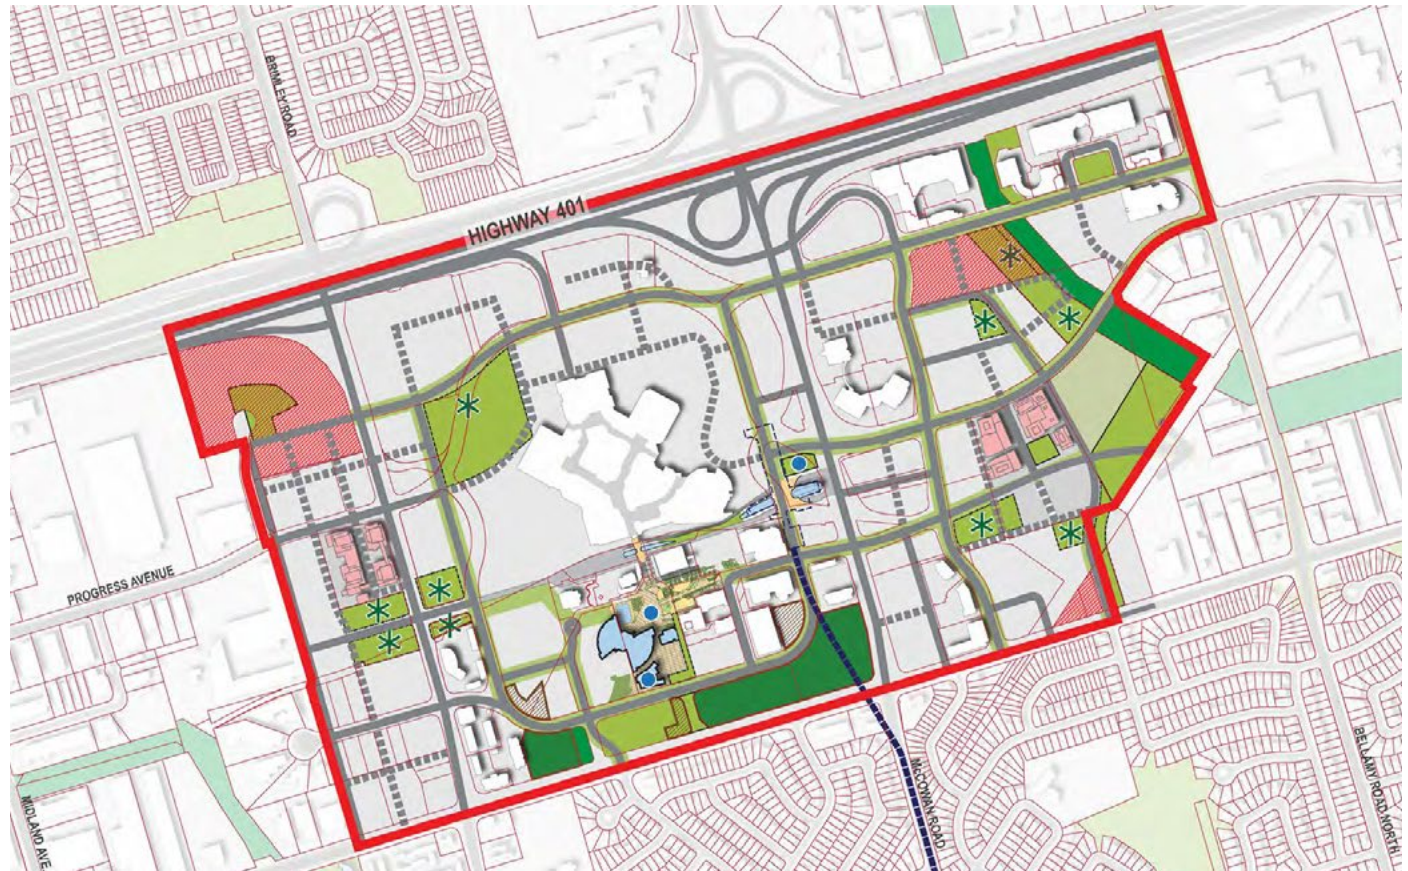 BRIMLEY ROAD
HIGHWAY 401
PROGRESS AVENUE
MIDLAND AVE.
McCOWAN ROAD
BELLAMY ROAD NORTH